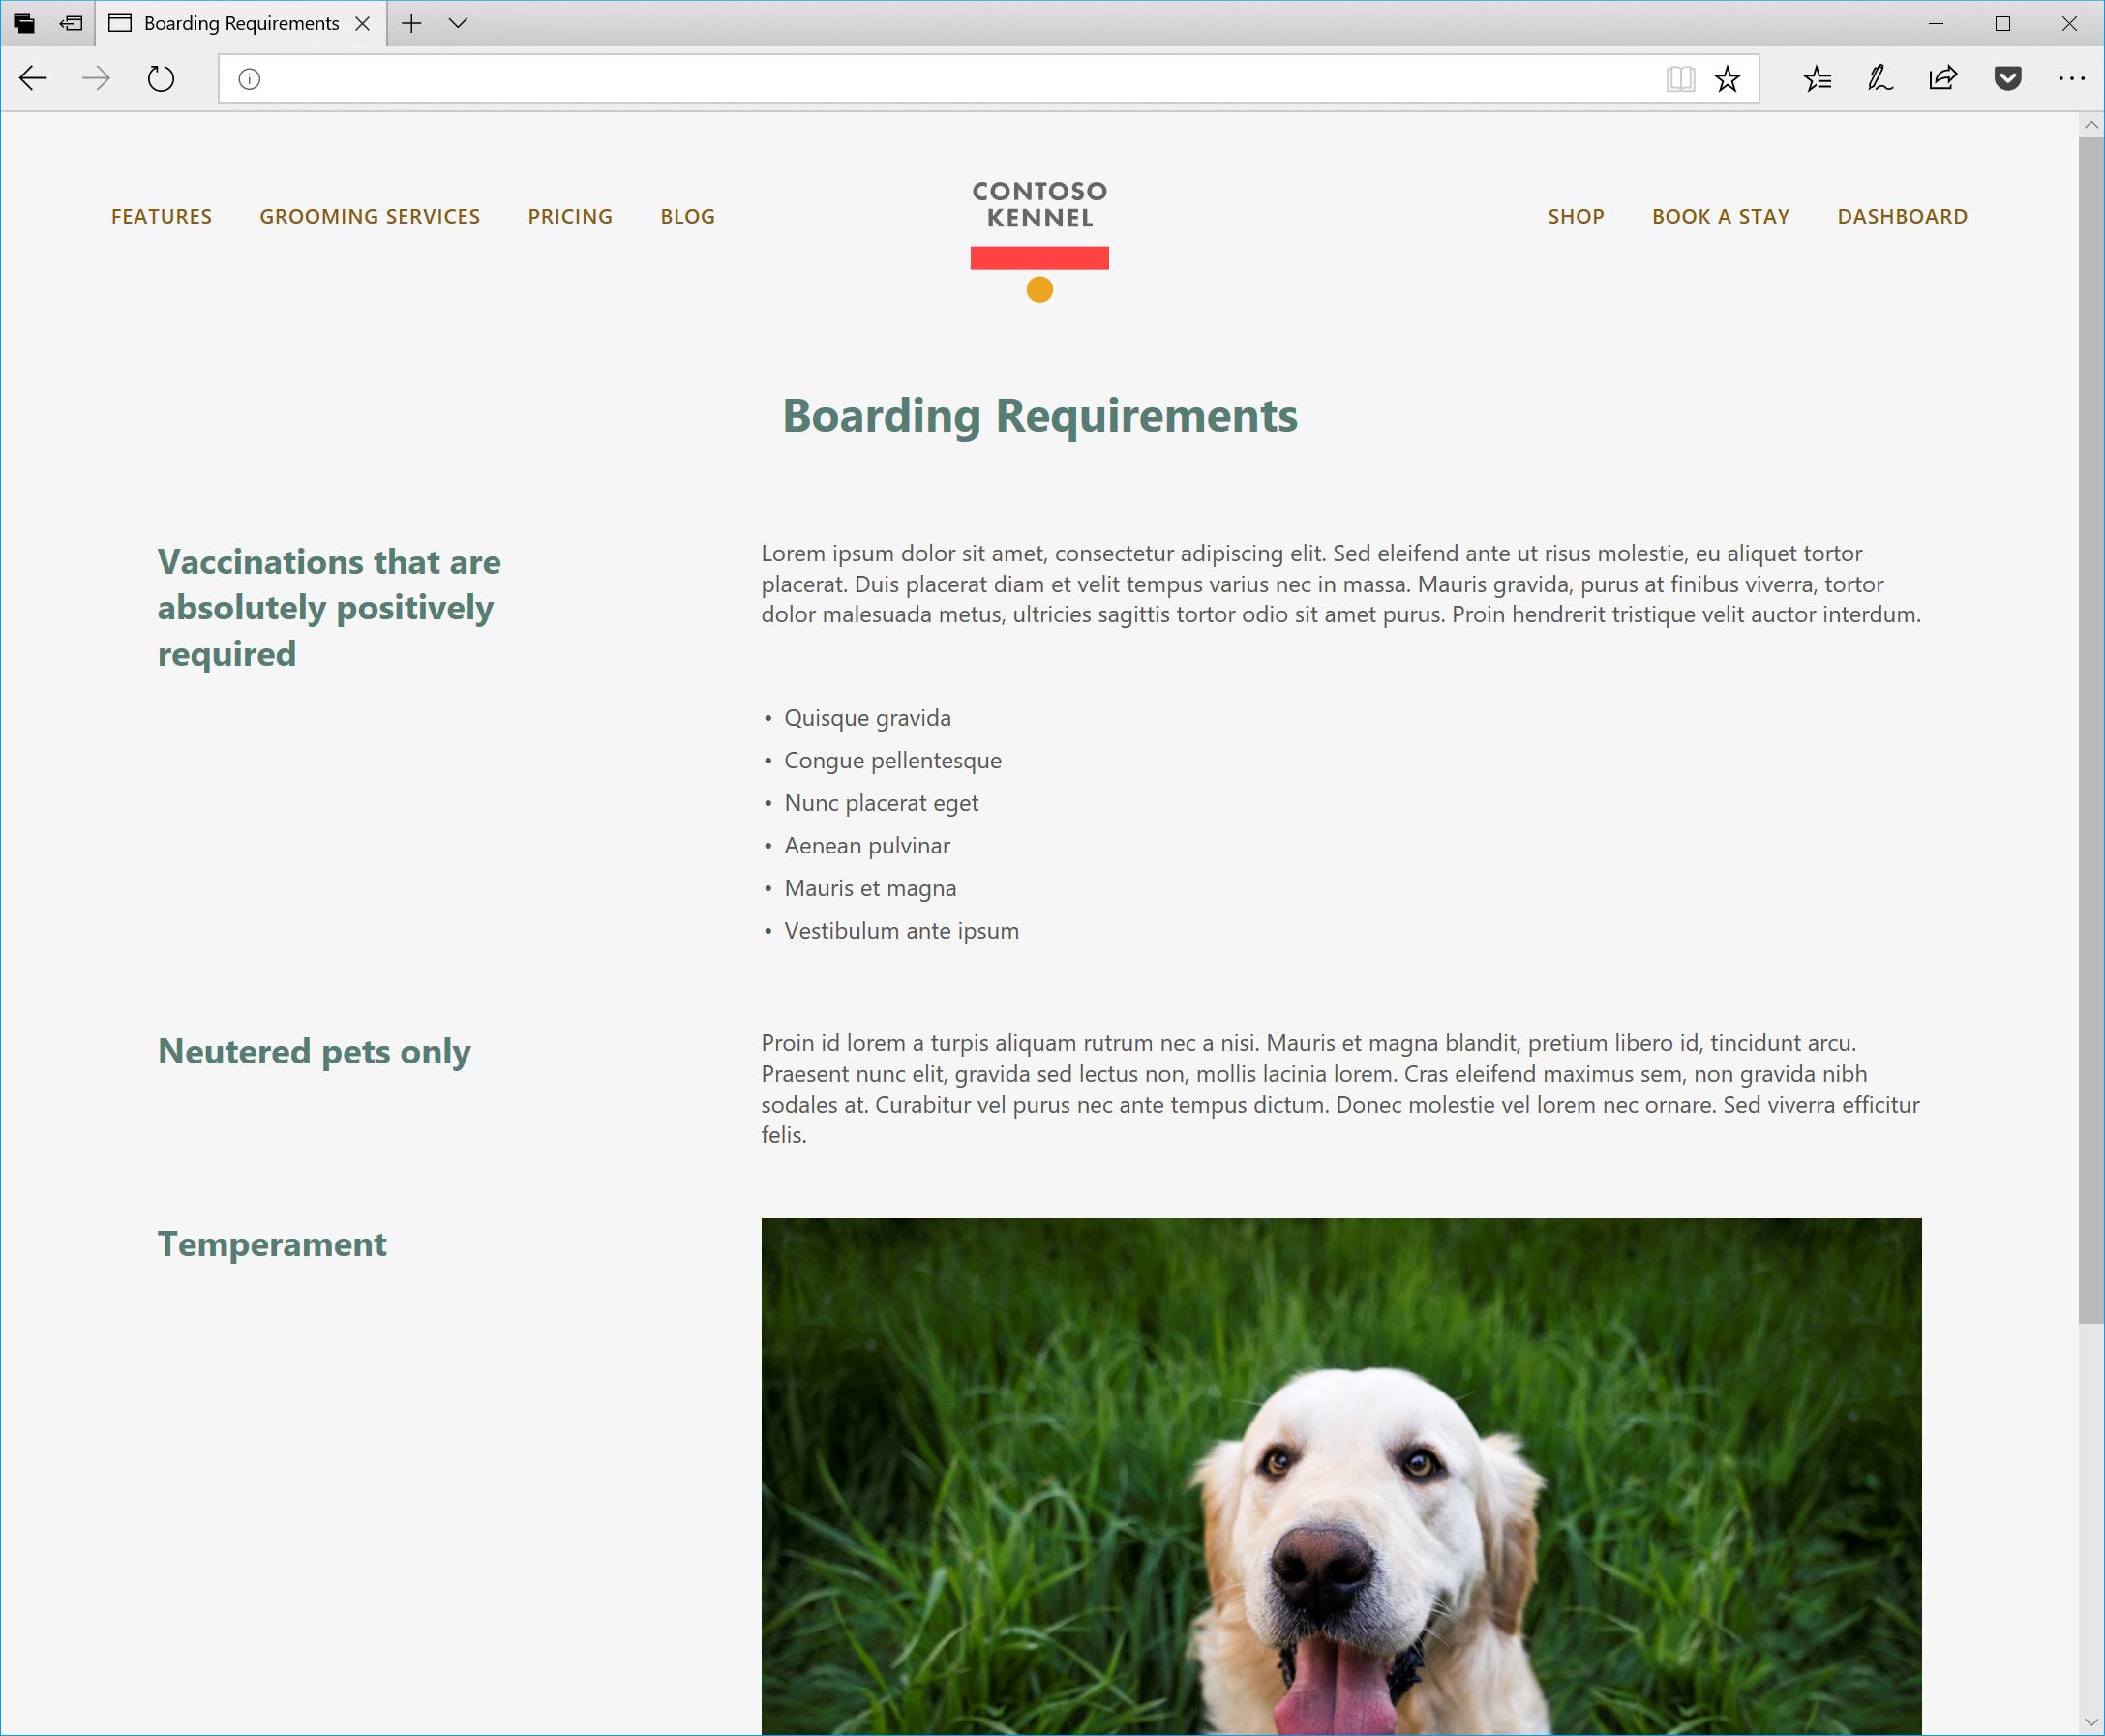 Boarding Requirements
FEATURES GROOMING SERVICES PRICING BLOG
CONTOSO
KENNEL
SHOP BOOK A STAY DASHBOARD
Boarding Requirements
Vaccinations that are
absolutely positively
required
Lorem ipsum dolor sit amet, consectetur adipiscing elit. Sed eleifend ante ut risus molestie, eu aliquet tortor
placerat. Duis placerat diam et velit tempus varius nec in massa. Mauris gravida, purus at finibus viverra, tortor
dolor malesuada metus, ultricies sagittis tortor odio sit amet purus. Proin hendrerit tristique velit auctor interdum.
• Quisque gravida
• Congue pellentesque
• Nunc placerat eget
• Aenean pulvinar
• Mauris et magna
• Vestibulum ante ipsum
Neutered pets only
Proin id lorem a turpis aliquam rutrum nec a nisi. Mauris et magna blandit, pretium libero id, tincidunt arcu.
Praesent nunc elit, gravida sed lectus non, mollis lacinia lorem. Cras eleifend maximus sem, non gravida nibh
sodales at. Curabitur vel purus nec ante tempus dictum. Donec molestie vel lorem nec ornare. Sed viverra efficitur
felis.
Temperament